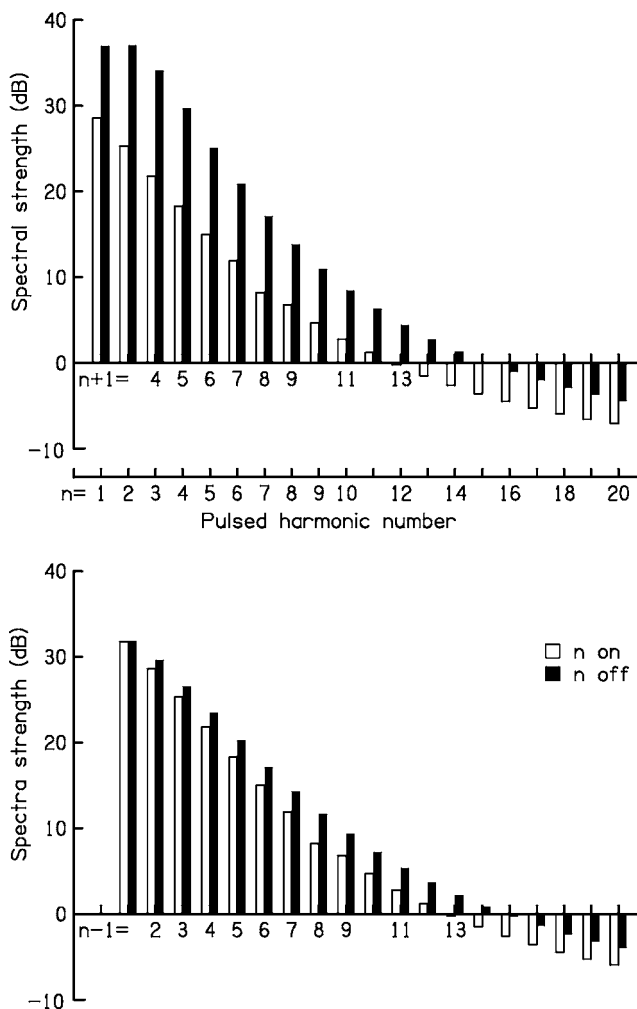 40
30
20
10
0
-10
Spectral strength (dB)
n+1= 4 5 6 7 8 9 11 13
n= 1 2 3 4 5 6 7 8 9 10 12 14 16 18 20
Pulsed harmonic number
40
30
20
10
0
-10
Spectra strength (dB)
n on
n off
n-1= 2 3 4 5 6 7 8 9 11 13